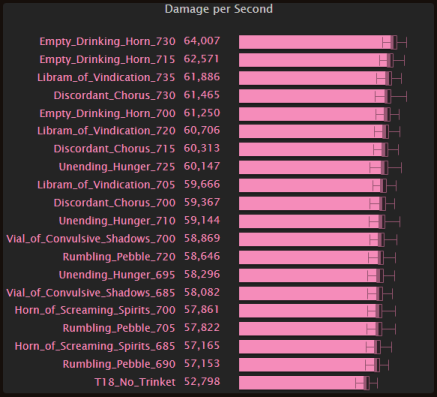 Damage per Second
Empty_Drinking_Horn_730 64,007
Empty_Drinking_Horn_715 62,571
Libram_of_Vindication_735 61,886
Discordant_Chorus_730 61,465
Empty_Drinking_Horn_700 61,250
Libram_of_Vindication_720 60,706
Discordant_Chorus_715 60,313
Unending_Hunger_725 60,147
Libram_of_Vindication_705 59,666
Discordant_Chorus_700 59,367
Unending_Hunger_710 59,144
Vial_of_Convulsive_Shadows_700 58,869
Rumbling_Pebble_720 58,646
Unending_Hunger_695 58,296
Vial_of_Convulsive_Shadows_685 58,082
Horn_of_Screaming_Spirits_700 57,861
Rumbling_Pebble_705 57,822
Horn_of_Screaming_Spirits_685 57,165
Rumbling_Pebble_690 57,153
T18_No_Trinket 52,798